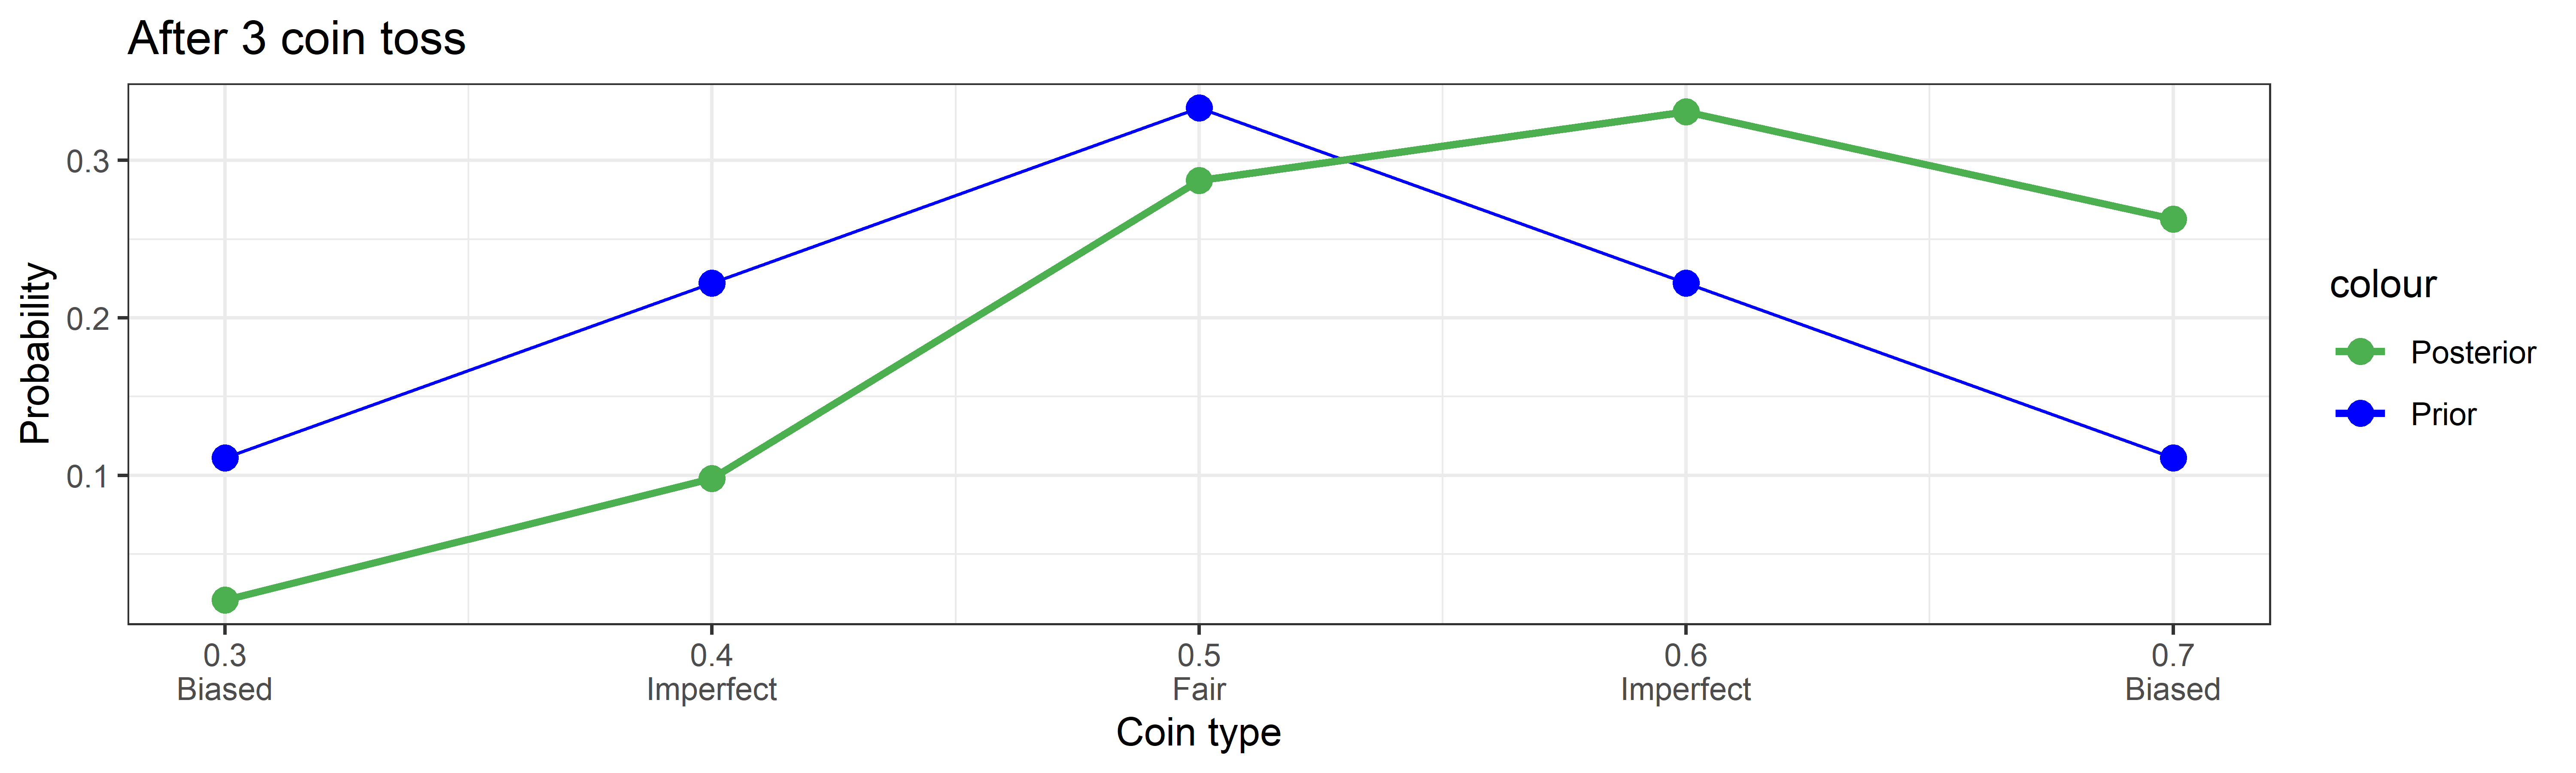 After 3 coin toss
Probability
0.3
0.2
0.1
0.3 0.4 0.5 0.6 0.7
Biased Imperfect Fair Imperfect Biased
Coin type
colour
Posterior
Prior